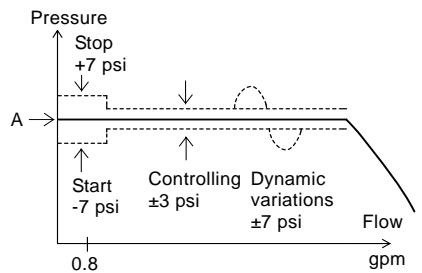 Pressure
Stop
+7 psi
A
Start
-7 psi
Controlling
±3 psi
Dynamic
variations
±7 psi
Flow
gpm
0.8